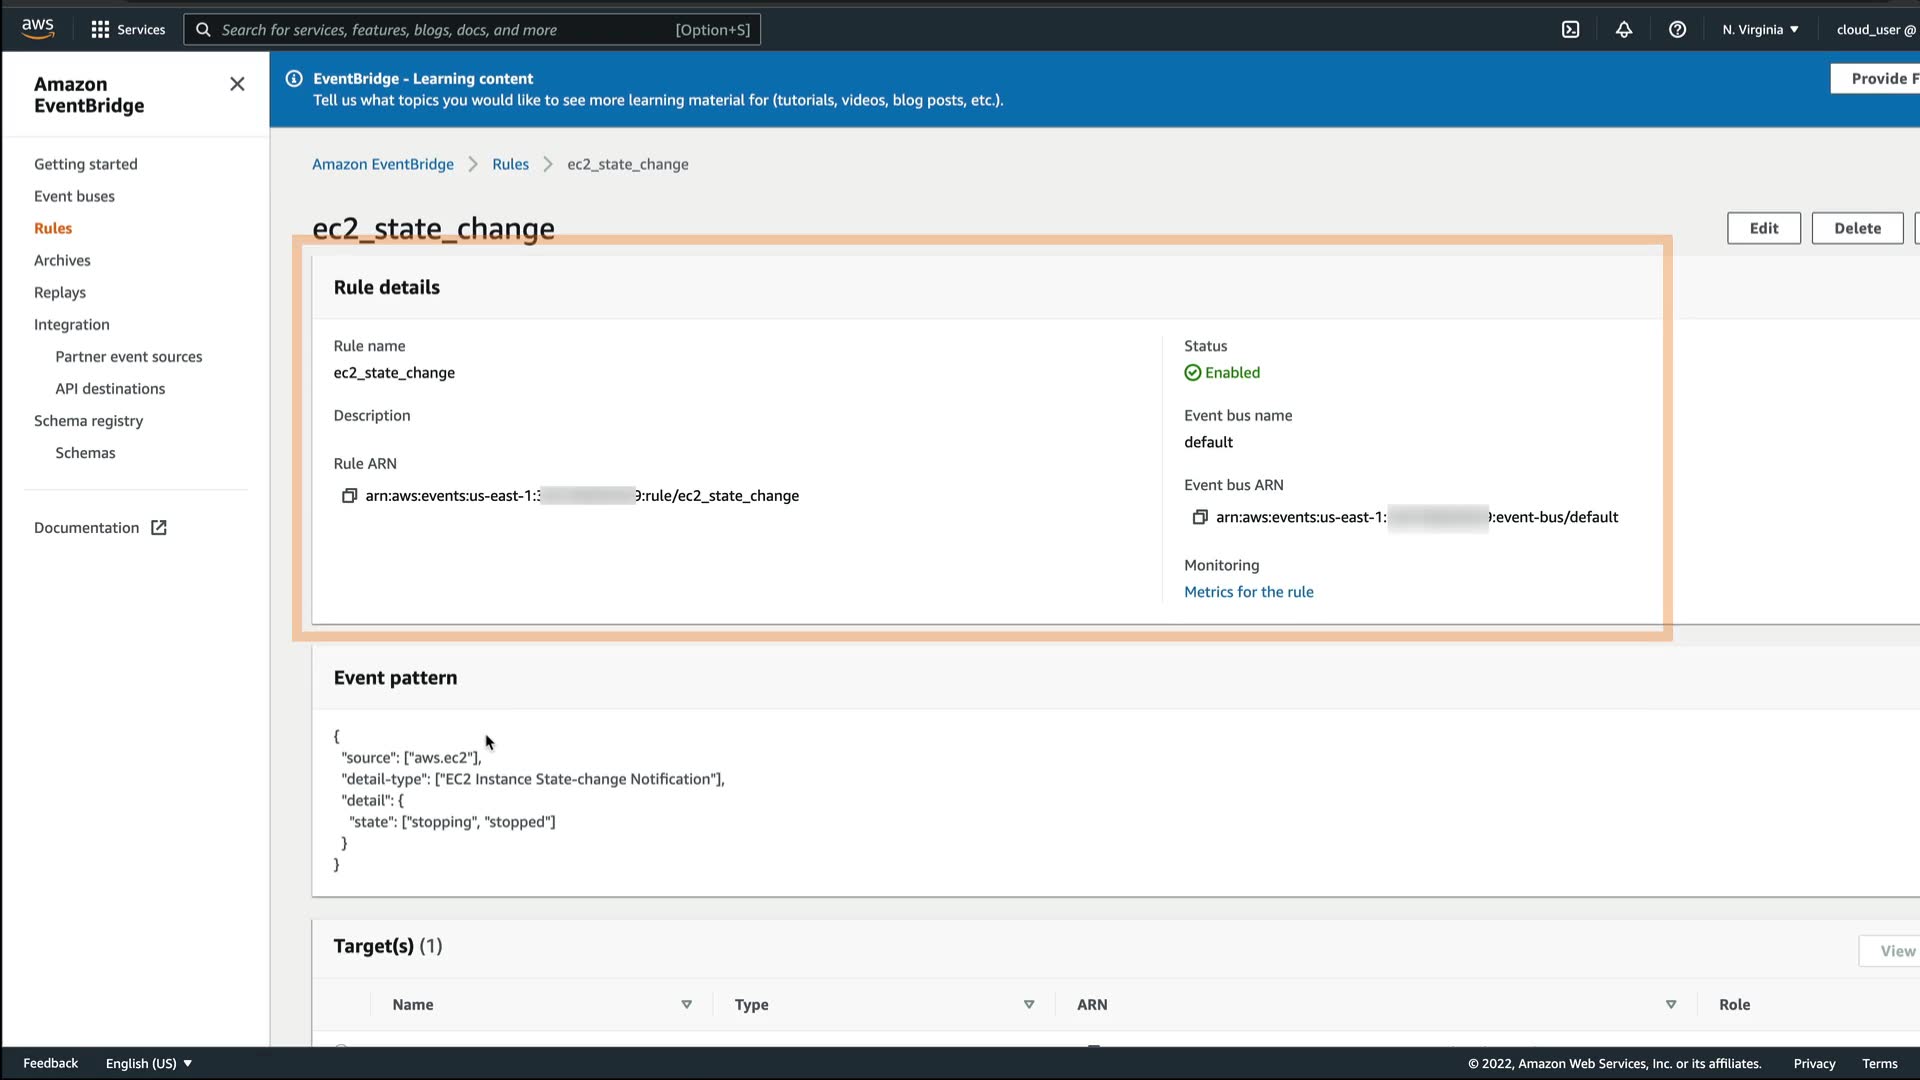 aws
Services
Search for services, features, blogs, docs, and more
[Option+S]
N. Virginia
cloud_user @
Amazon
EventBridge
EventBridge - Learning content
Tell us what topics you would like to see more learning material for (tutorials, videos, blog posts, etc.).
Provide F
Getting started
Event buses
Rules
Archives
Replays
Integration
Partner event sources
API destinations
Schema registry
Schemas
Documentation
Amazon EventBridge
Rules
ec2_state_change
ec2_state_change
Edit
Delete
Rule details
Rule name
ec2_state_change
Description
Rule ARN
arn:aws:events:us-east-1:3 9:rule/ec2_state_change
Status
Enabled
Event bus name
default
Event bus ARN
arn:aws:events:us-east-1: 9:event-bus/default
Monitoring
Metrics for the rule
Event pattern
{
"source": ["aws.ec2"],
"detail-type": ["EC2 Instance State-change Notification"],
"detail": {
"state": ["stopping", "stopped"]
}
}
Target(s) (1)
View
Name
Type
ARN
Role
Feedback
English (US)
© 2022, Amazon Web Services, Inc. or its affiliates.
Privacy
Terms